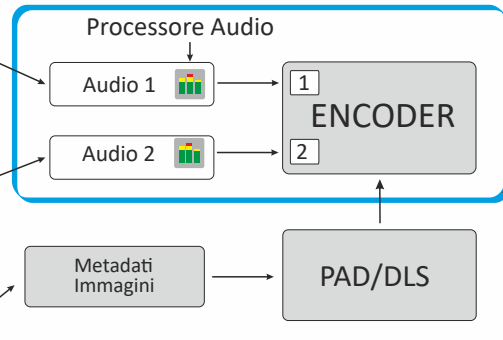 Processore Audio
Audio 1
1
ENCODER
Audio 2
2
Metadati
Immagini
PAD/DLS